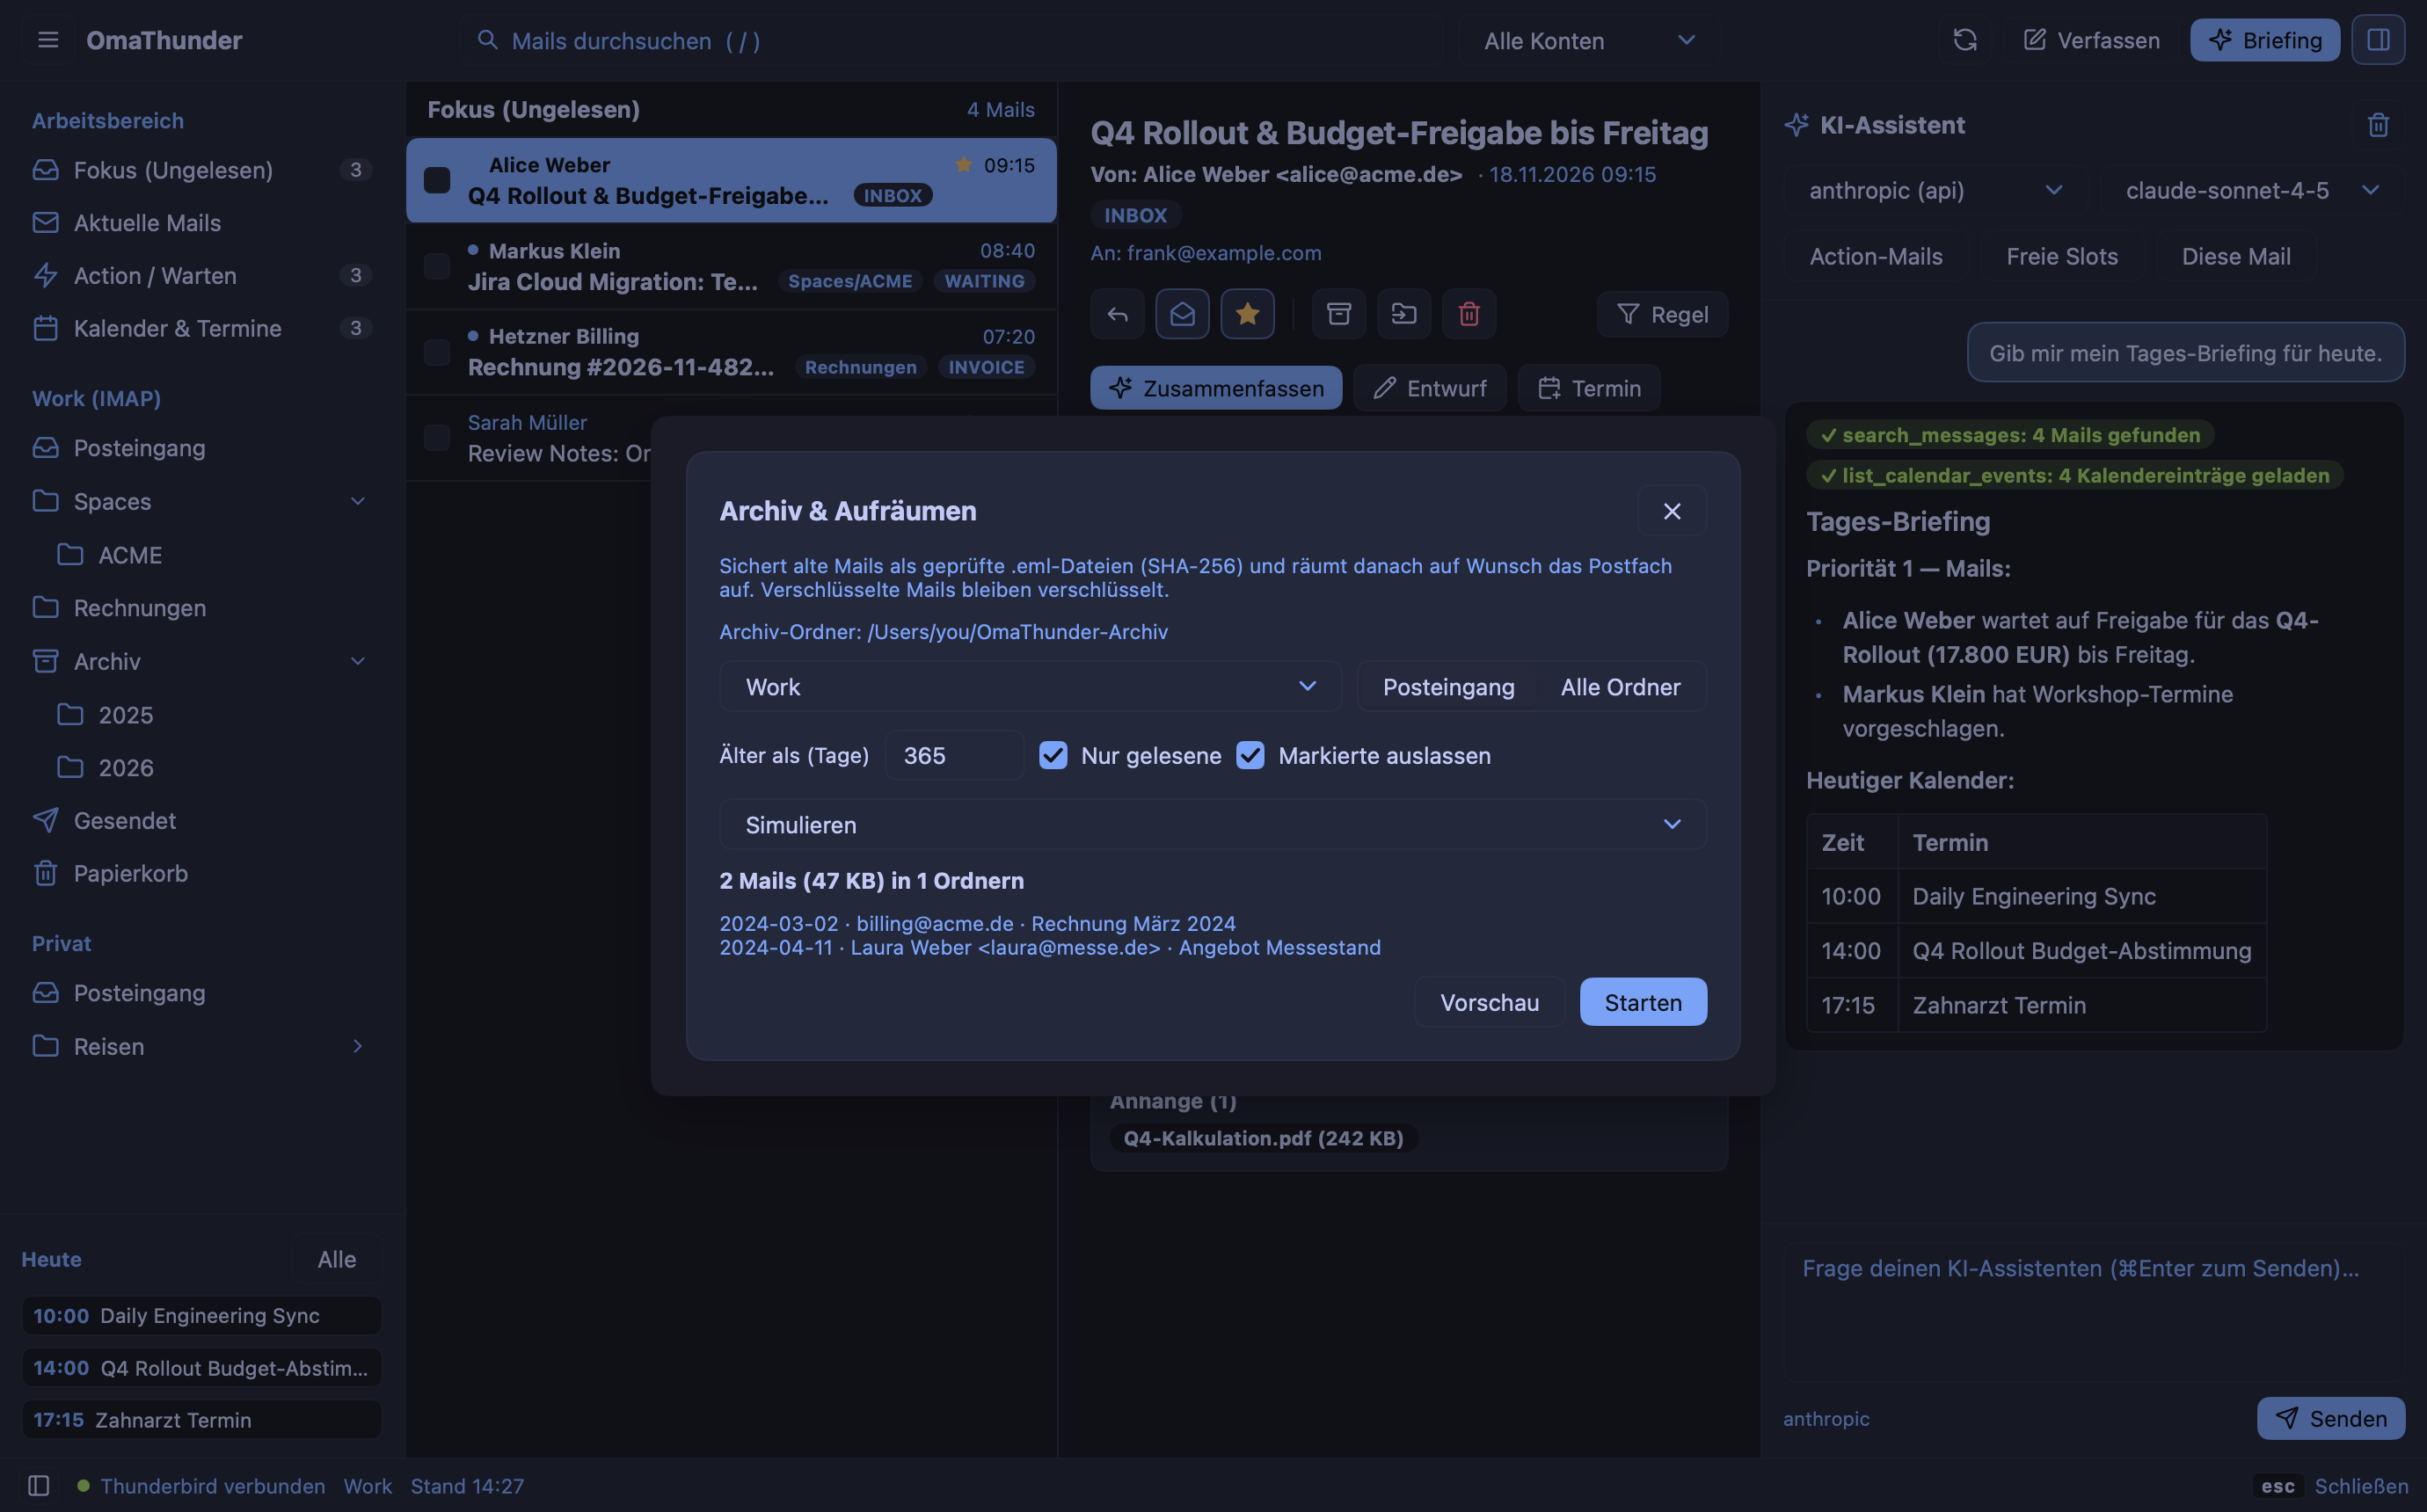 OmaThunder
Mails durchsuchen ( / )
Alle Konten
Verfassen
Briefing
Arbeitsbereich
Fokus (Ungelesen) 3
Aktuelle Mails
Action / Warten 3
Kalender & Termine 3
Work (IMAP)
Posteingang
Spaces
ACME
Rechnungen
Archiv
2025
2026
Gesendet
Papierkorb
Privat
Posteingang
Reisen
Heute
Alle
10:00 Daily Engineering Sync
14:00 Q4 Rollout Budget-Abstim...
17:15 Zahnarzt Termin
Fokus (Ungelesen) 4 Mails
Alice Weber 09:15
Q4 Rollout & Budget-Freigabe... INBOX
Markus Klein 08:40
Jira Cloud Migration: Te... Spaces/ACME WAITING
Hetzner Billing 07:20
Rechnung #2026-11-482... Rechnungen INVOICE
Sarah Müller
Review Notes: Or
Q4 Rollout & Budget-Freigabe bis Freitag
Von: Alice Weber <alice@acme.de> · 18.11.2026 09:15
INBOX
An: frank@example.com
Regel
Zusammenfassen
Entwurf
Termin
Archiv & Aufräumen
Sichert alte Mails als geprüfte .eml-Dateien (SHA-256) und räumt danach auf Wunsch das Postfach
auf. Verschlüsselte Mails bleiben verschlüsselt.
Archiv-Ordner: /Users/you/OmaThunder-Archiv
Work
Posteingang
Alle Ordner
Älter als (Tage) 365 Nur gelesene Markierte auslassen
Simulieren
2 Mails (47 KB) in 1 Ordnern
2024-03-02 · billing@acme.de · Rechnung März 2024
2024-04-11 · Laura Weber <laura@messe.de> · Angebot Messestand
Vorschau
Starten
Anhänge (1)
Q4-Kalkulation.pdf (242 KB)
KI-Assistent
anthropic (api)
claude-sonnet-4-5
Action-Mails
Freie Slots
Diese Mail
Gib mir mein Tages-Briefing für heute.
✓ search_messages: 4 Mails gefunden
✓ list_calendar_events: 4 Kalendereinträge geladen
Tages-Briefing
Priorität 1 — Mails:
• Alice Weber wartet auf Freigabe für das Q4-
Rollout (17.800 EUR) bis Freitag.
• Markus Klein hat Workshop-Termine
vorgeschlagen.
Heutiger Kalender:
Zeit Termin
10:00 Daily Engineering Sync
14:00 Q4 Rollout Budget-Abstimmung
17:15 Zahnarzt Termin
Frage deinen KI-Assistenten (⌘Enter zum Senden)...
anthropic
Senden
Thunderbird verbunden Work Stand 14:27
esc Schließen